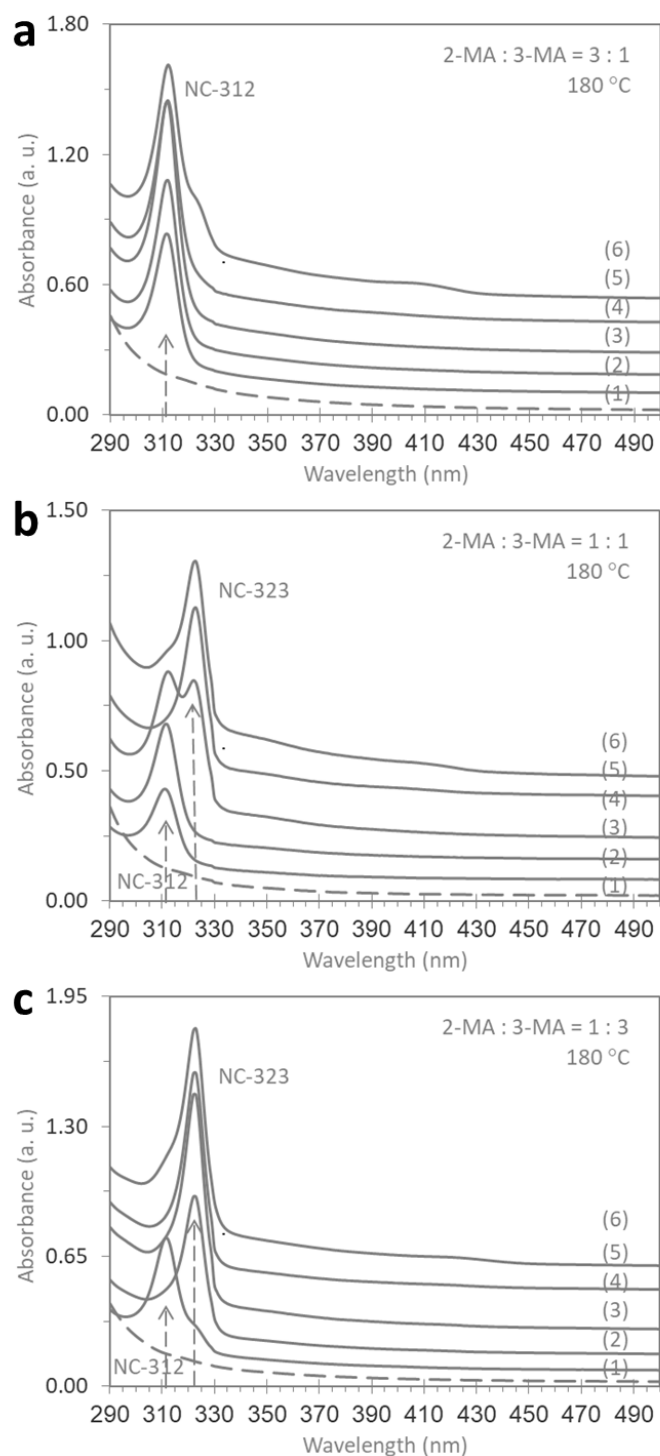 a
1.80
2-MA : 3-MA = 3 : 1
180 °C
NC-312
1.20
Absorbance (a. u.)
0.60
(6)
(5)
(4)
(3)
(2)
(1)
0.00
290 310 330 350 370 390 410 430 450 470 490
Wavelength (nm)
b
1.50
2-MA : 3-MA = 1 : 1
180 °C
NC-323
1.00
Absorbance (a. u.)
0.50
(6)
(5)
(4)
(3)
(2)
(1)
NC-312
0.00
290 310 330 350 370 390 410 430 450 470 490
Wavelength (nm)
c
1.95
2-MA : 3-MA = 1 : 3
180 °C
NC-323
1.30
Absorbance (a. u.)
0.65
(6)
(5)
(4)
(3)
(2)
(1)
NC-312
0.00
290 310 330 350 370 390 410 430 450 470 490
Wavelength (nm)